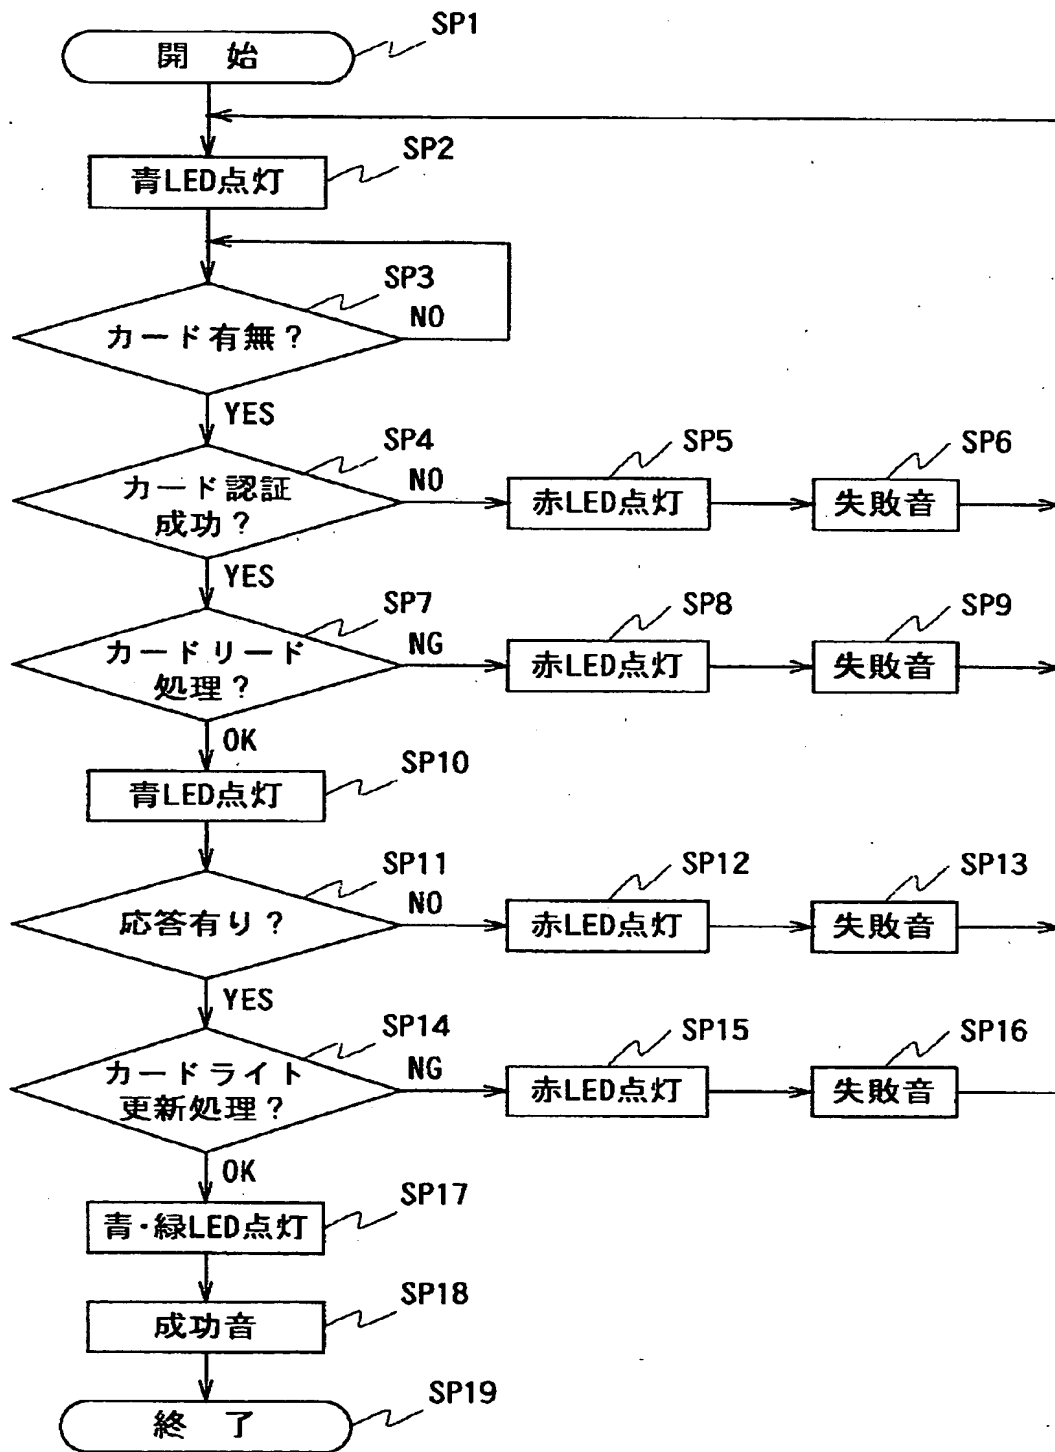 SP1
開 始
SP2
青LED点灯
SP3
カード有無?
NO
YES
SP4
カード認証
成功?
NO
SP5
赤LED点灯
SP6
失敗音
YES
SP7
カードリード
処理?
NG
SP8
赤LED点灯
SP9
失敗音
OK
SP10
青LED点灯
SP11
応答有り?
NO
SP12
赤LED点灯
SP13
失敗音
YES
SP14
カードライト
更新処理?
NG
SP15
赤LED点灯
SP16
失敗音
OK
SP17
青・緑LED点灯
SP18
成功音
SP19
終 了